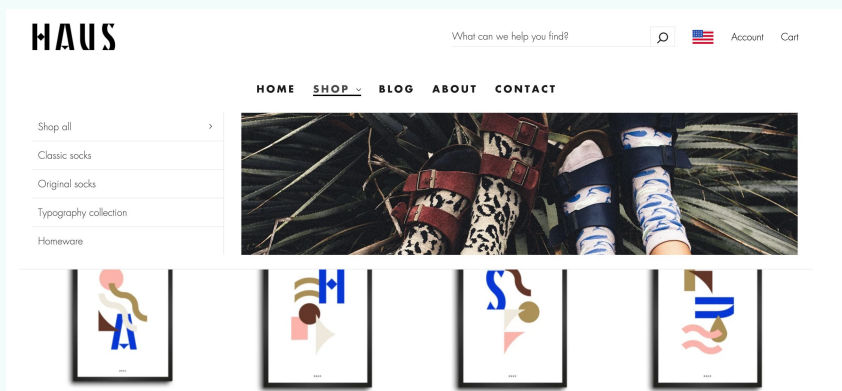 HAUS
What can we help you find?
Account Cart
HOME SHOP BLOG ABOUT CONTACT
Shop all
Classic socks
Original socks
Typography collection
Homeware
A
H
S